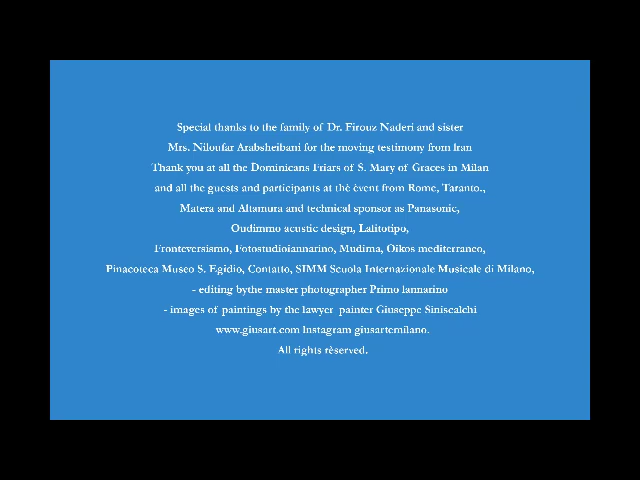 Special thanks to the family of Dr. Firouz Naderi and sister
Mrs. Niloufar Arabsheibani for the moving testimony from Iran
Thank you at all the Dominicans Friars of S. Mary of Graces in Milan
and all the guests and participants at thè èvent from Rome, Taranto.,
Matera and Altamura and technical sponsor as Panasonic,
Oudimmo acustic design, Lalitotipo,
Fronteversismo, Fotostudioiannarino, Mudima, Oikos mediterraneo,
Pinacoteca Museo S. Egidio, Contatto, SIMM Scuola Internazionale Musicale di Milano,
- editing bythe master photographer Primo Iannarino
- images of paintings by the lawyer painter Giuseppe Siniscalchi
www.giusart.com Instagram giusartemilano.
All rights rèserved.